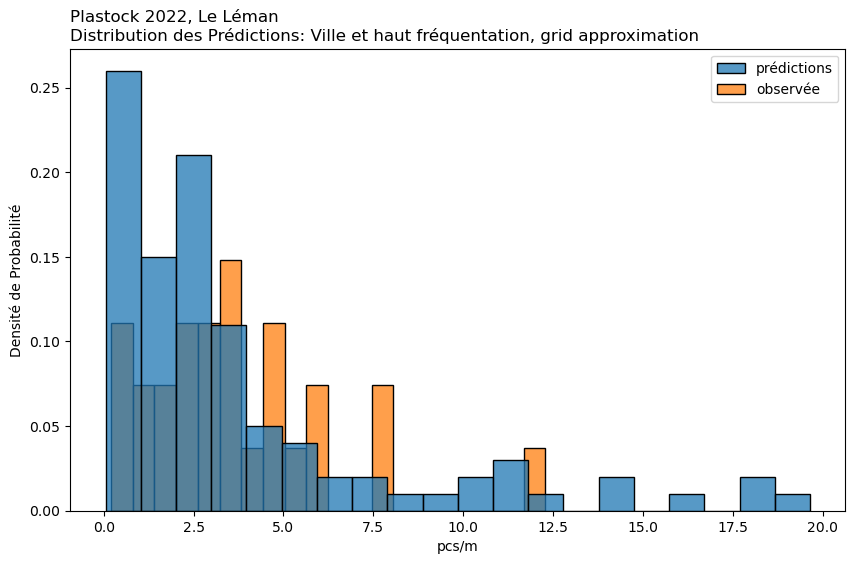 Plastock 2022, Le Léman
Distribution des Prédictions: Ville et haut fréquentation, grid approximation
prédictions
observée
Densité de Probabilité
0.25
0.20
0.15
0.10
0.05
0.00
0.0 2.5 5.0 7.5 10.0 12.5 15.0 17.5 20.0
pcs/m